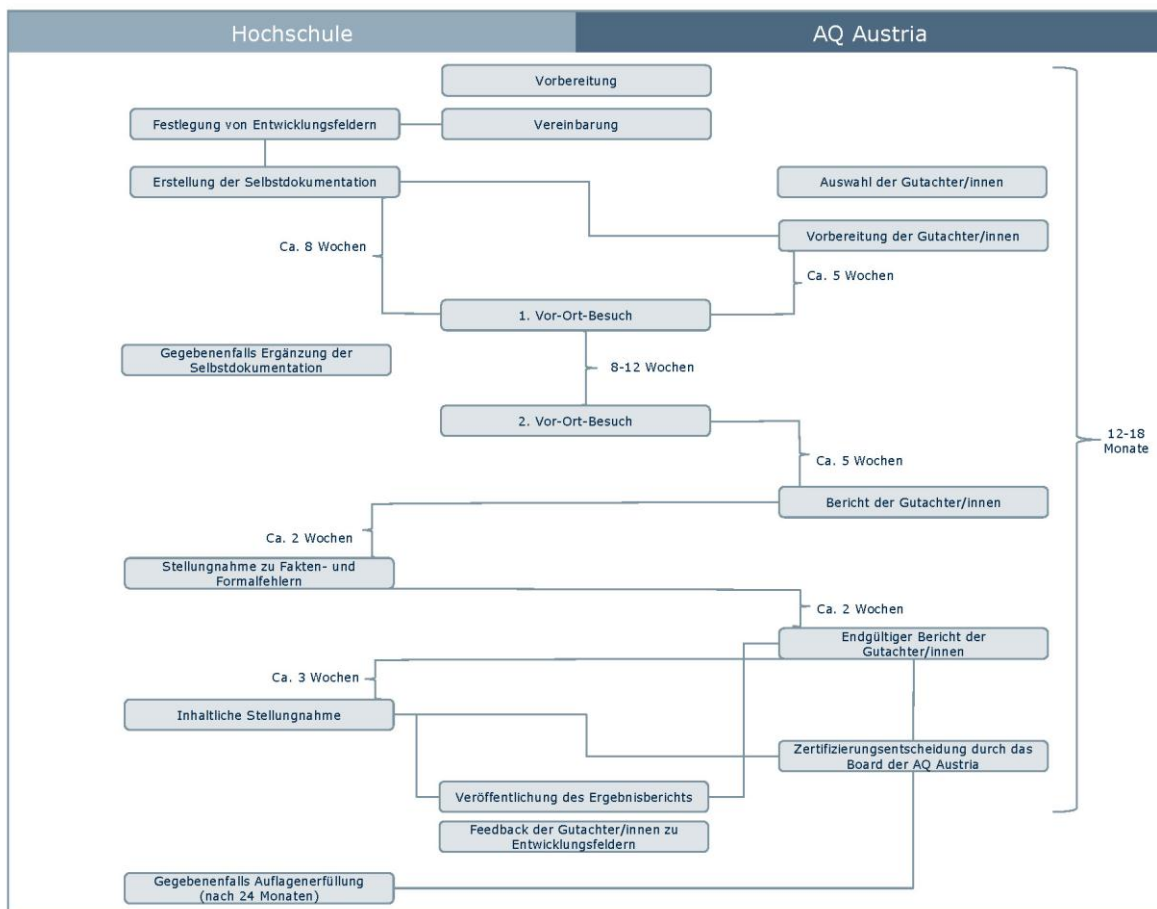 Hochschule
AQ Austria
Vorbereitung
Festlegung von Entwicklungsfeldern
Vereinbarung
Erstellung der Selbstdokumentation
Auswahl der Gutachter/innen
Vorbereitung der Gutachter/innen
Ca. 8 Wochen
Ca. 5 Wochen
1. Vor-Ort-Besuch
Gegebenenfalls Ergänzung der
Selbstdokumentation
8-12 Wochen
2. Vor-Ort-Besuch
12-18
Monate
Ca. 5 Wochen
Bericht der Gutachter/innen
Ca. 2 Wochen
Stellungnahme zu Fakten- und
Formalfehlern
Ca. 2 Wochen
Endgültiger Bericht der
Gutachter/innen
Ca. 3 Wochen
Inhaltliche Stellungnahme
Zertifizierungsentscheidung durch das
Board der AQ Austria
Veröffentlichung des Ergebnisberichts
Feedback der Gutachter/innen zu
Entwicklungsfeldern
Gegebenenfalls Auflagenerfüllung
(nach 24 Monaten)